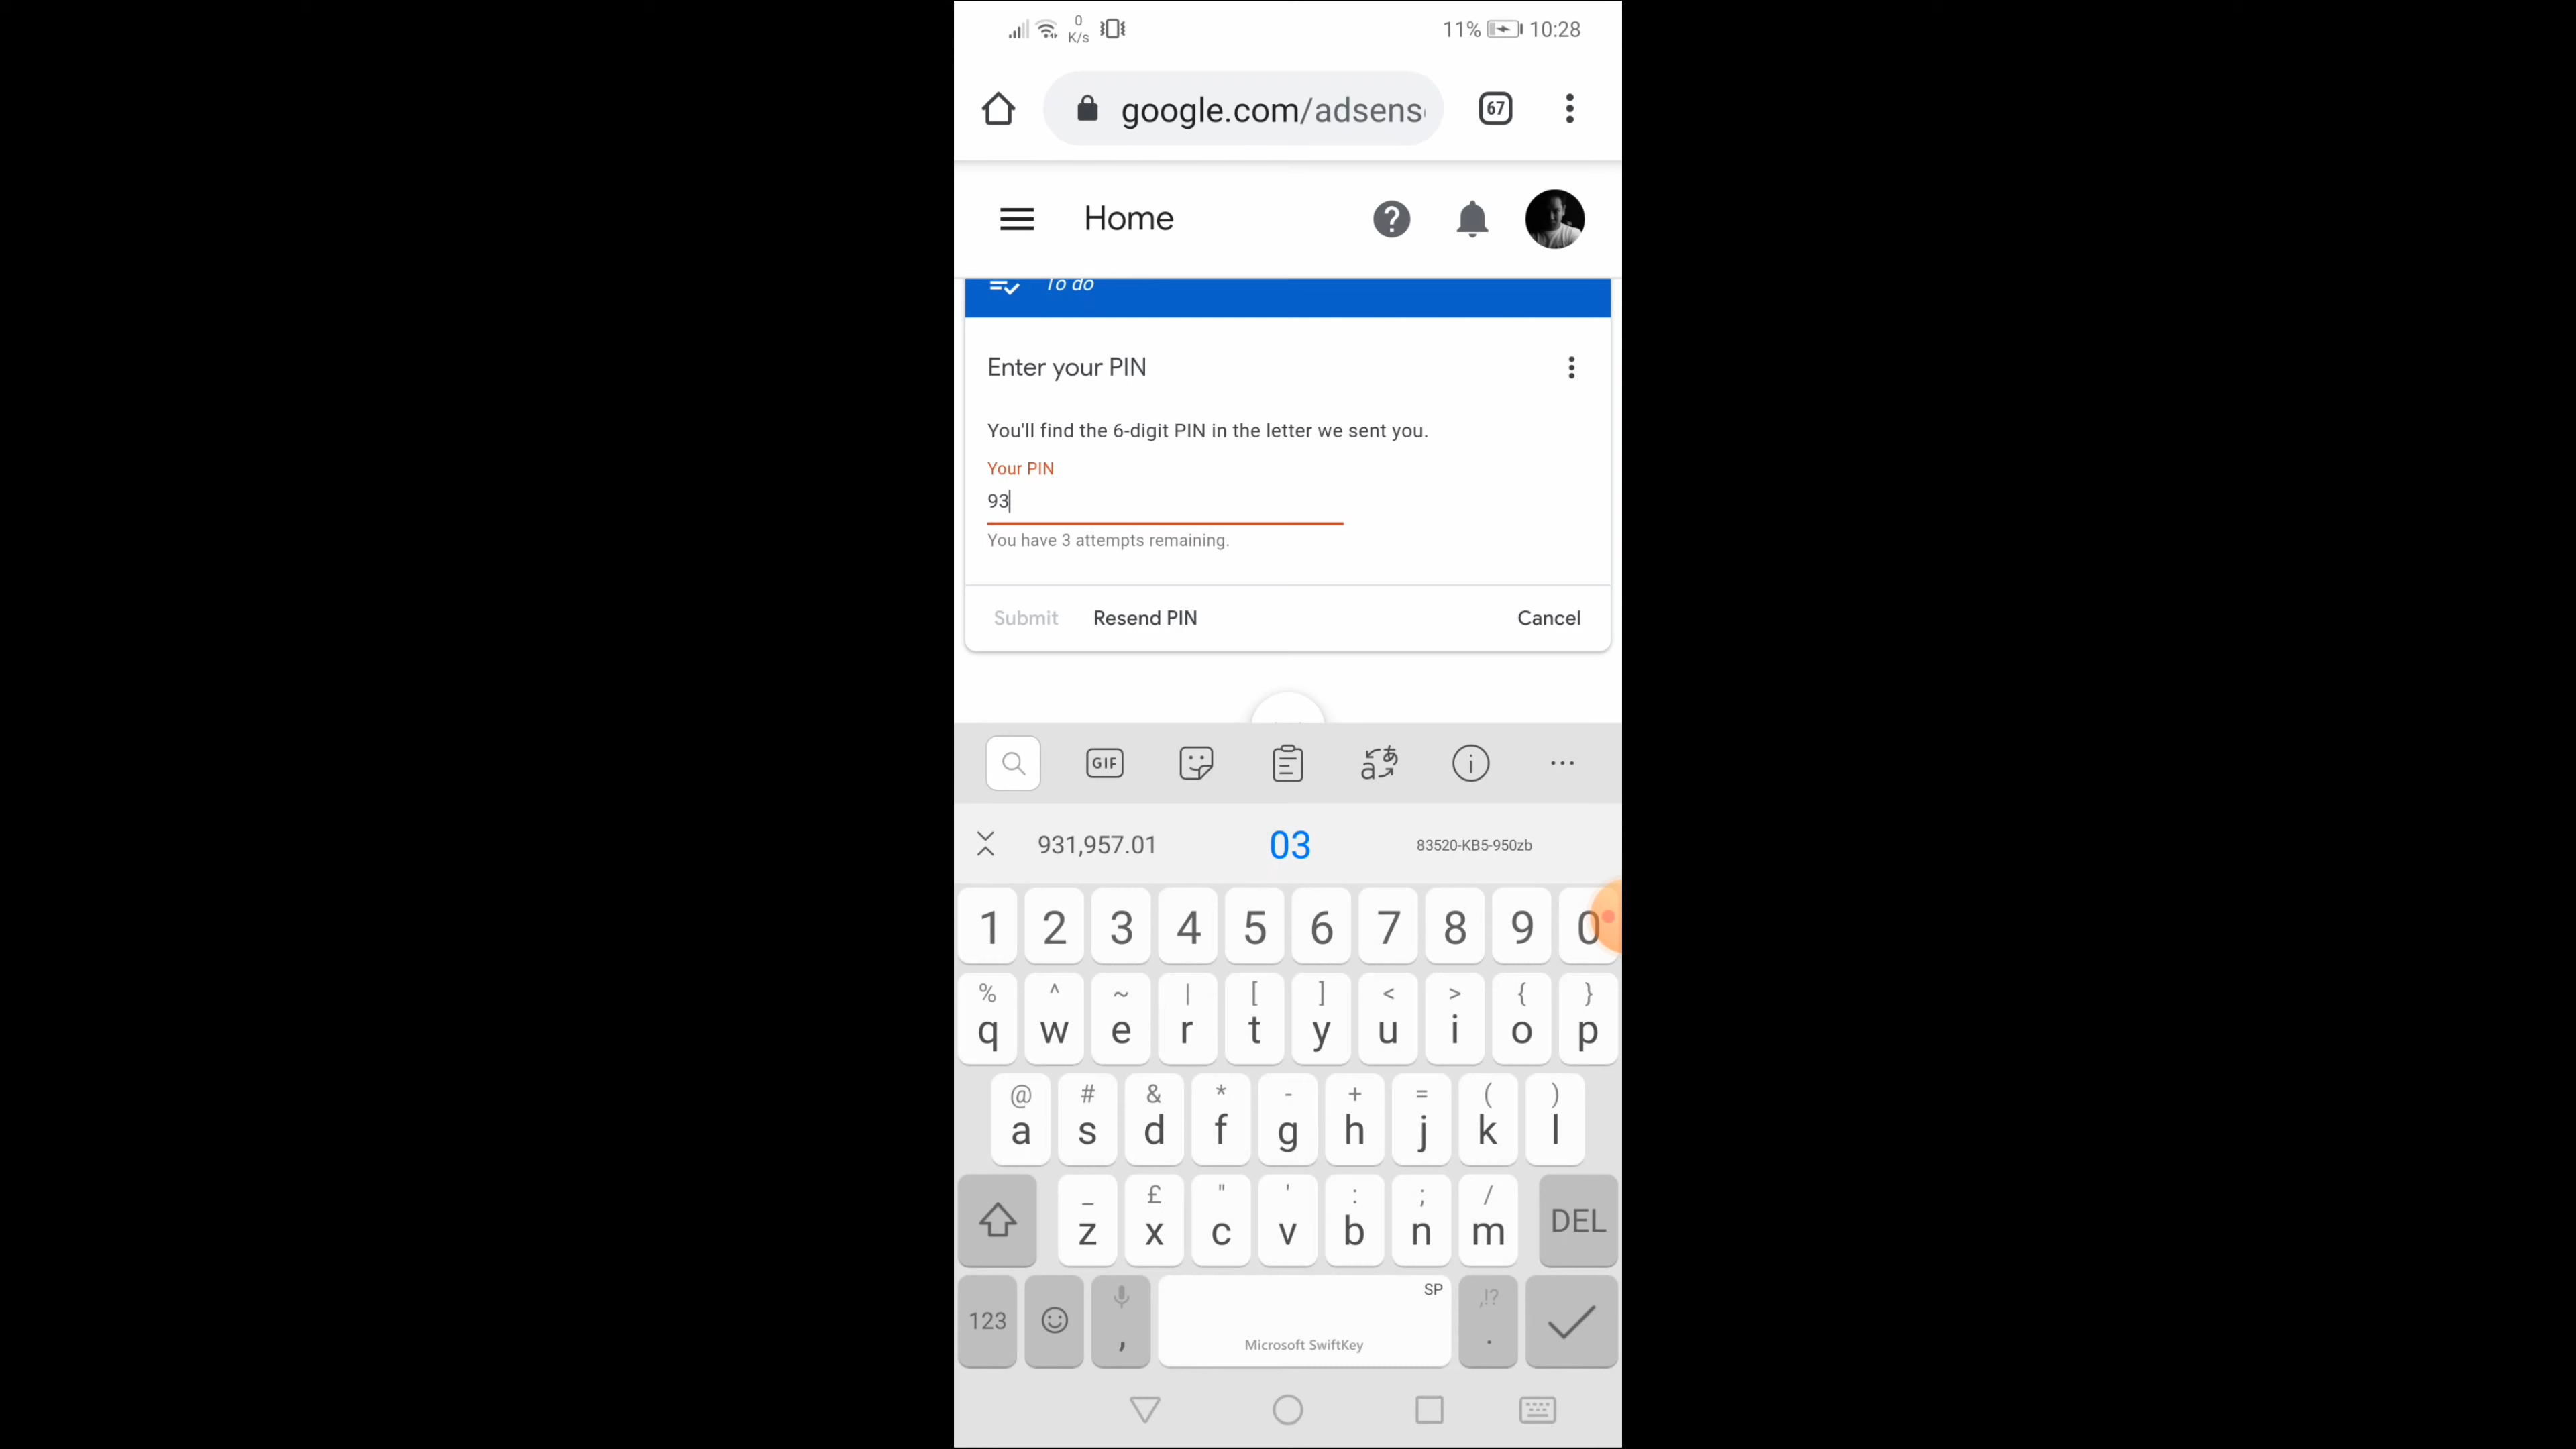 0
K/s
11% 10:28
google.com/adsens
67
Home
To do
Enter your PIN
You'll find the 6-digit PIN in the letter we sent you.
Your PIN
93
You have 3 attempts remaining.
Submit Resend PIN Cancel
GIF
931,957.01 03 83520-KB5-950zb
1 2 3 4 5 6 7 8 9 0
% ^ ~ | [ ] < > { }
q w e r t y u i o p
@ # & * - + = ( )
a s d f g h j k l
_ £ " ' : ; /
z x c v b n m DEL
SP
123 , ,!? .
Microsoft SwiftKey